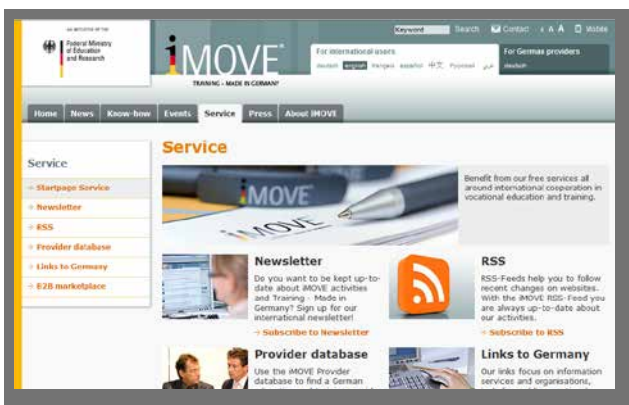 AN INITIATIVE OF THE
Federal Ministry
of Education
and Research
iMOVE
TRAINING – MADE IN GERMANY
Keyword Search Contact A A A Mobile
For international users
deutsch english français español 中文 Русский عربي
For German providers
deutsch
Home News Know-how Events Service Press About iMOVE
Service
Startpage Service
Newsletter
RSS
Provider database
Links to Germany
B2B marketplace
Service
iMOVE
iMOVE
Benefit from our free services all
around international cooperation in
vocational education and training.
Newsletter
Do you want to be kept up-to-
date about iMOVE activities
and Training - Made in
Germany? Sign up for our
international newsletter!
Subscribe to Newsletter
RSS
RSS-Feeds help you to follow
recent changes on websites.
With the iMOVE RSS-Feed you
are always up-to-date about
our activities.
Subscribe to RSS
Provider database
Use the iMOVE Provider
database to find a German
Links to Germany
Our links focus on information
services and organisations,